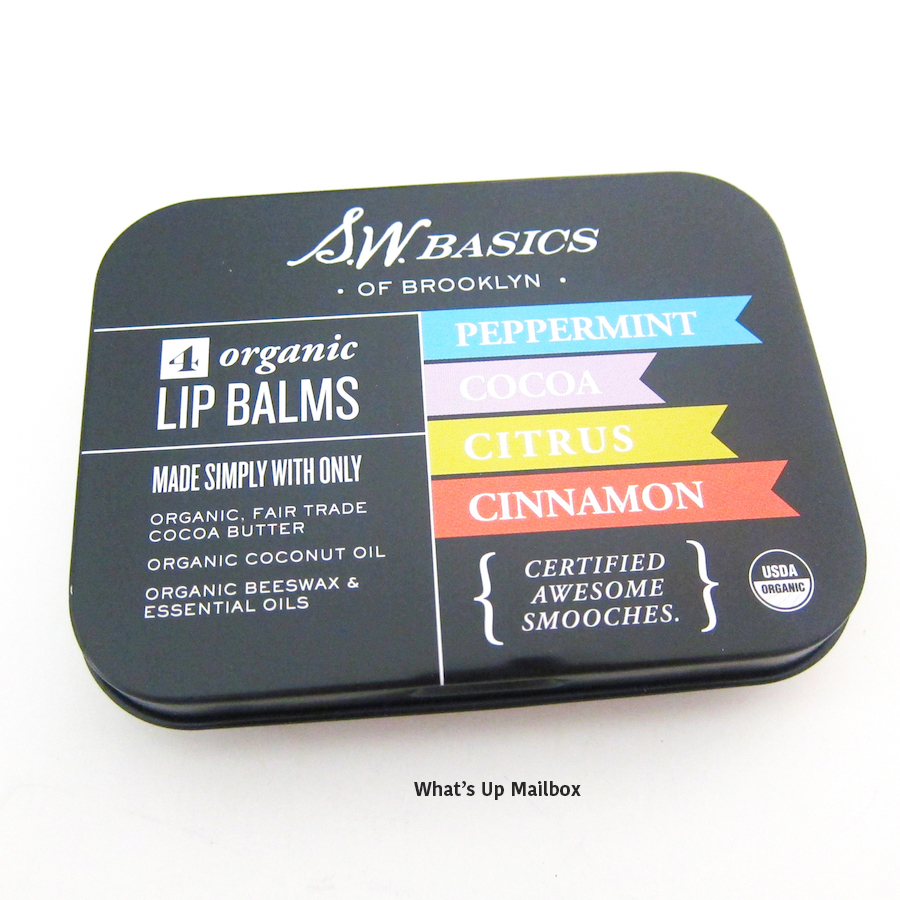 S.W. BASICS
• OF BROOKLYN •
4 organic
LIP BALMS
MADE SIMPLY WITH ONLY
ORGANIC, FAIR TRADE
COCOA BUTTER
ORGANIC COCONUT OIL
ORGANIC BEESWAX &
ESSENTIAL OILS
PEPPERMINT
COCOA
CITRUS
CINNAMON
{ CERTIFIED
AWESOME
SMOOCHES. }
USDA
ORGANIC
What's Up Mailbox